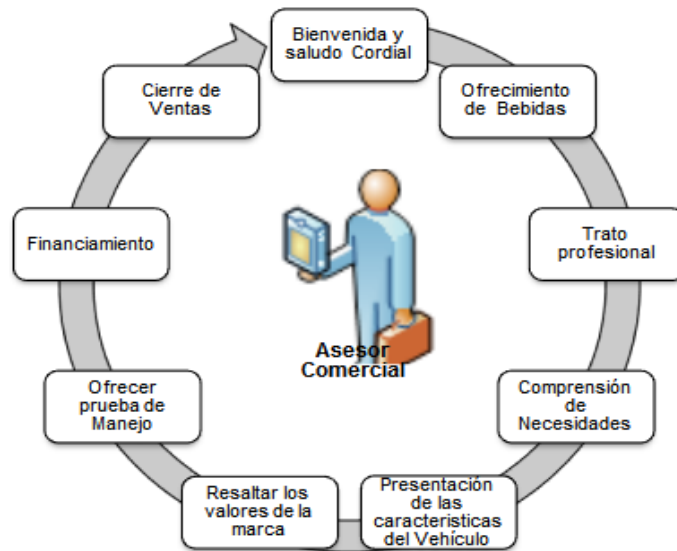 Bienvenida y
saludo Cordial
Ofrecimiento
de Bebidas
Trato
profesional
Comprensión
de
Necesidades
Presentación
de las
caracteristicas
del Vehículo
Resaltar los
valores de la
marca
Ofrecer
prueba de
Manejo
Financiamiento
Cierre de
Ventas
Asesor
Comercial